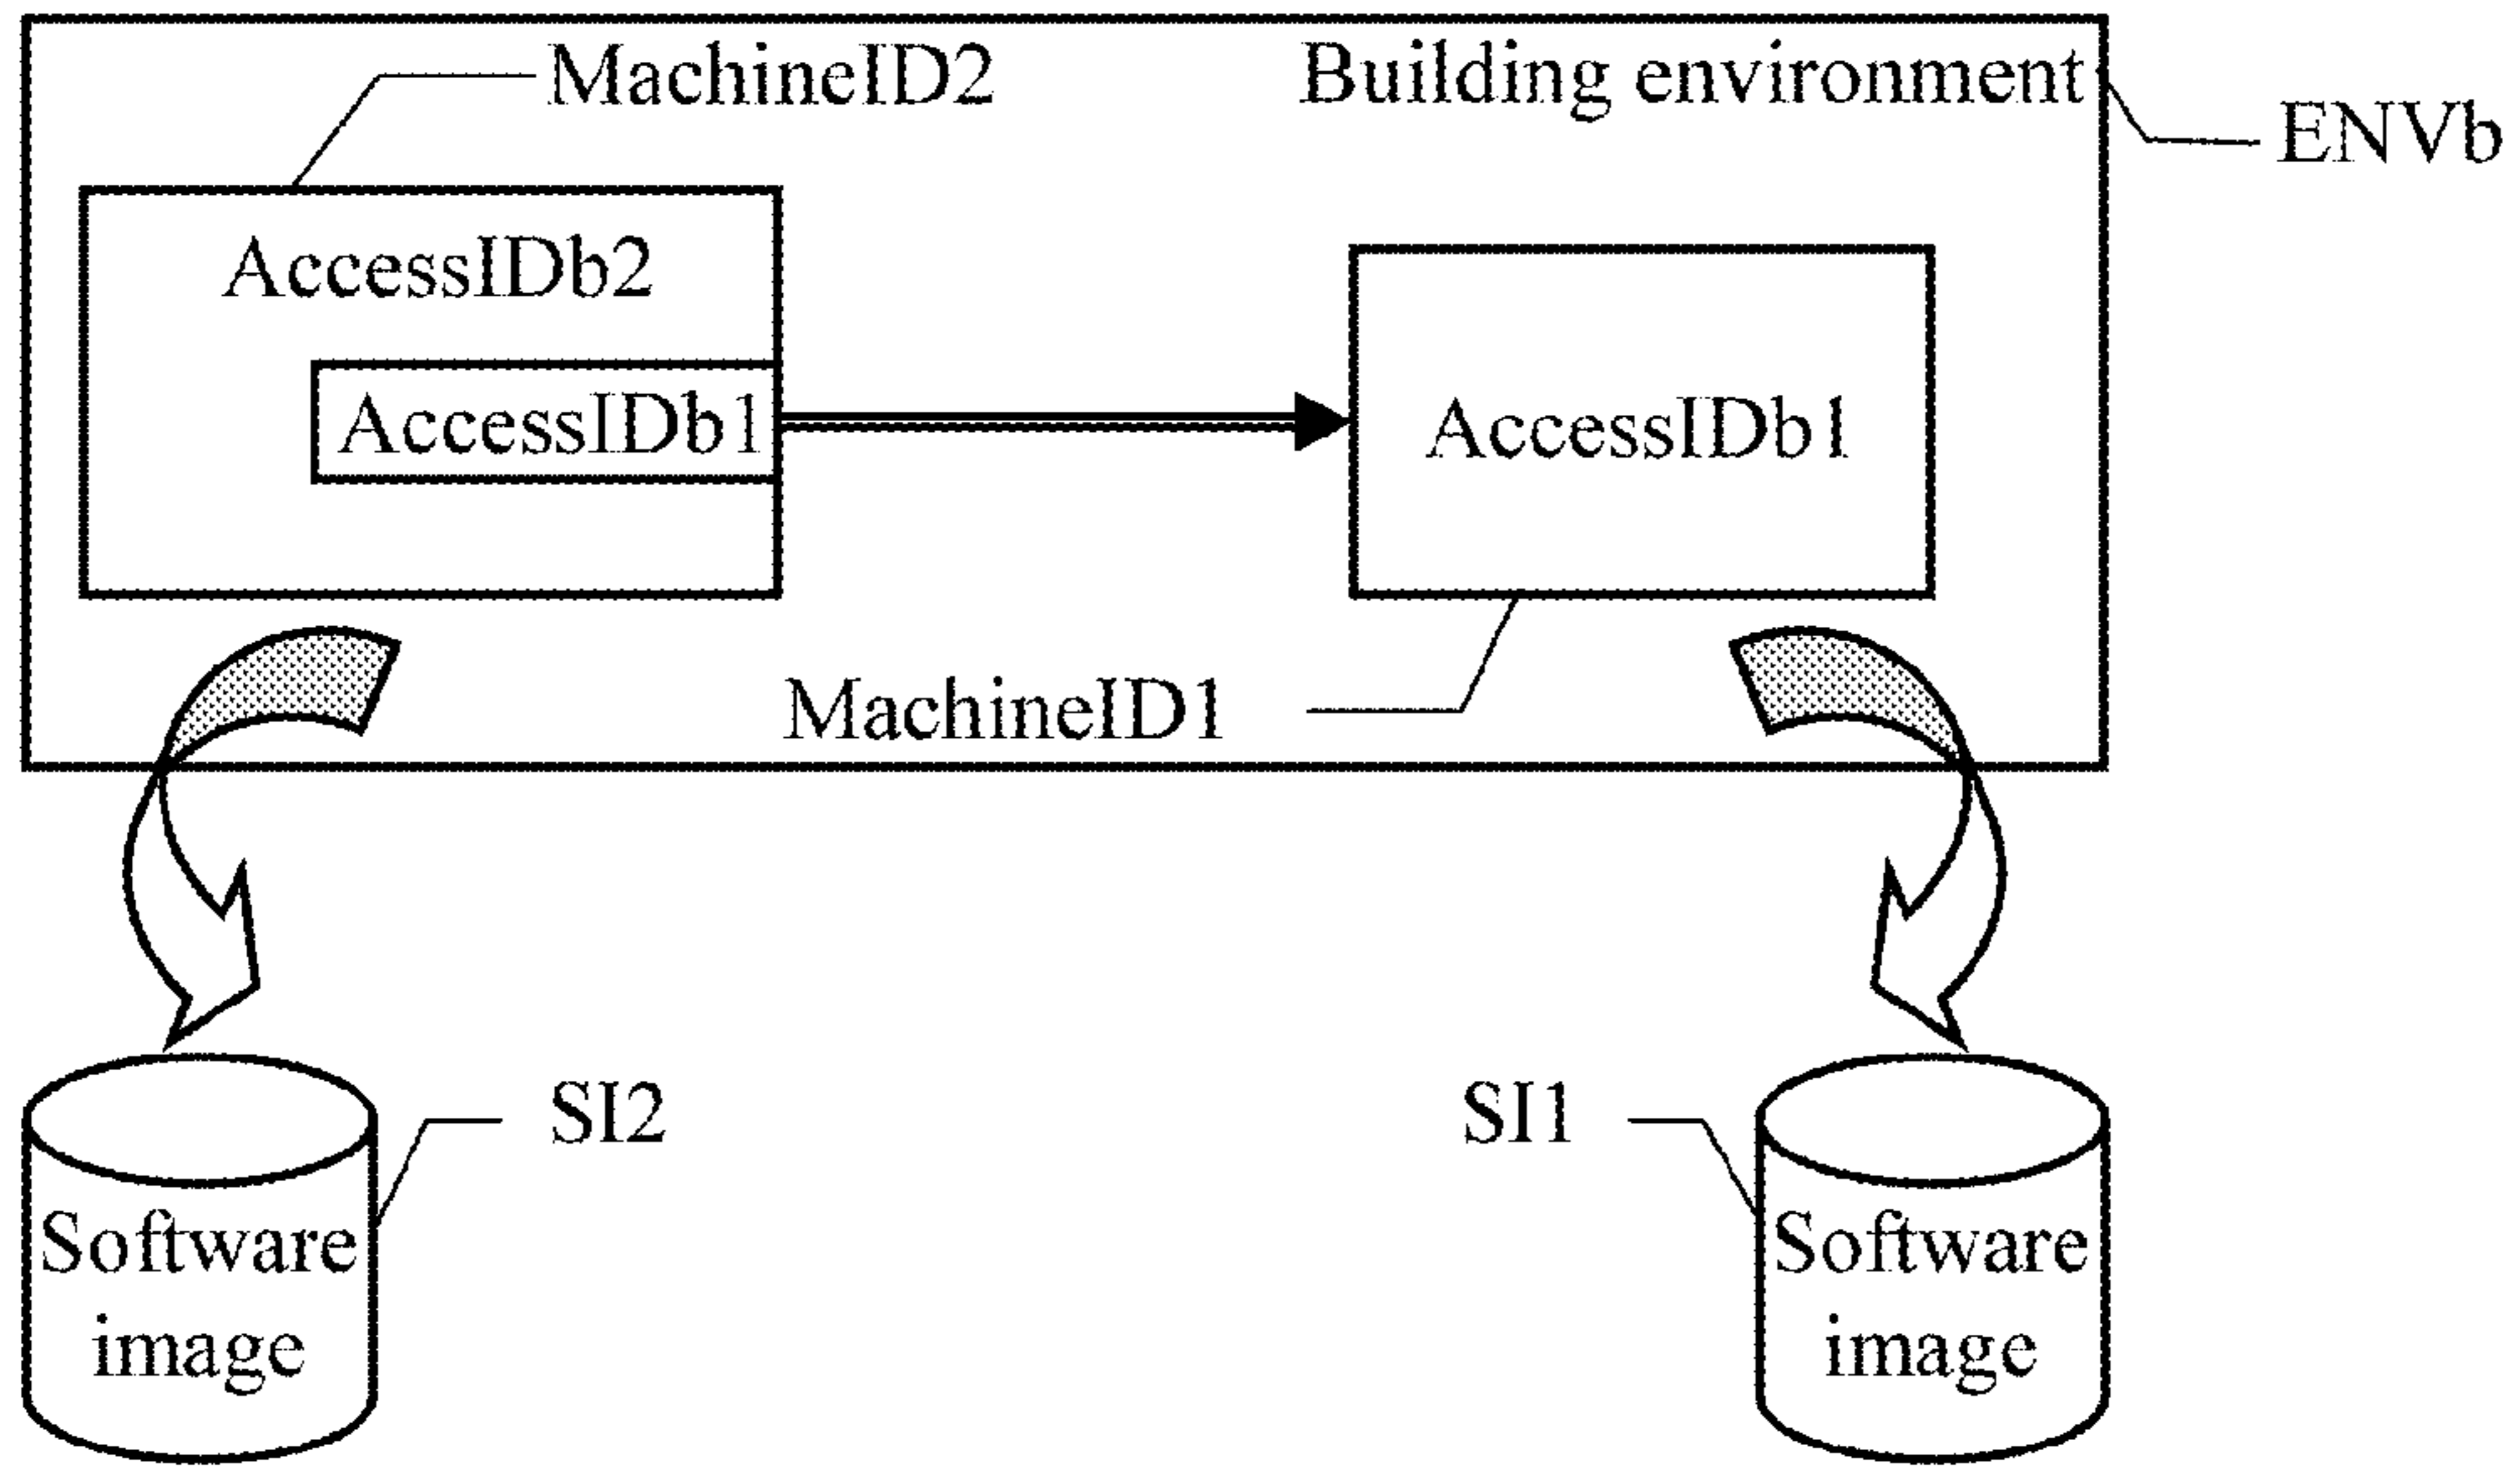 MachineID2
Building environment
ENVb
AccessIDb2
AccessIDb1
AccessIDb1
MachineID1
SI2
SI1
Software
image
Software
image